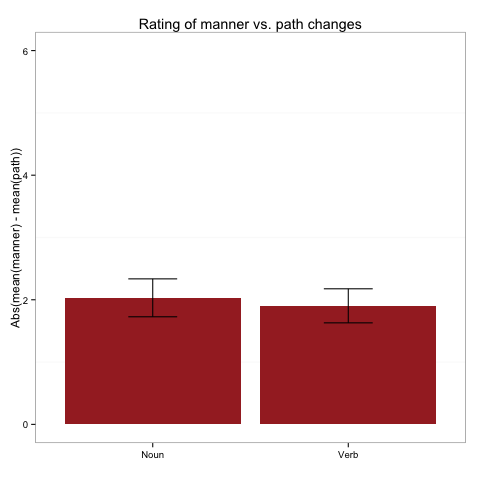 Rating of manner vs. path changes
Abs(mean(manner) - mean(path))
6
4
2
0
Noun
Verb